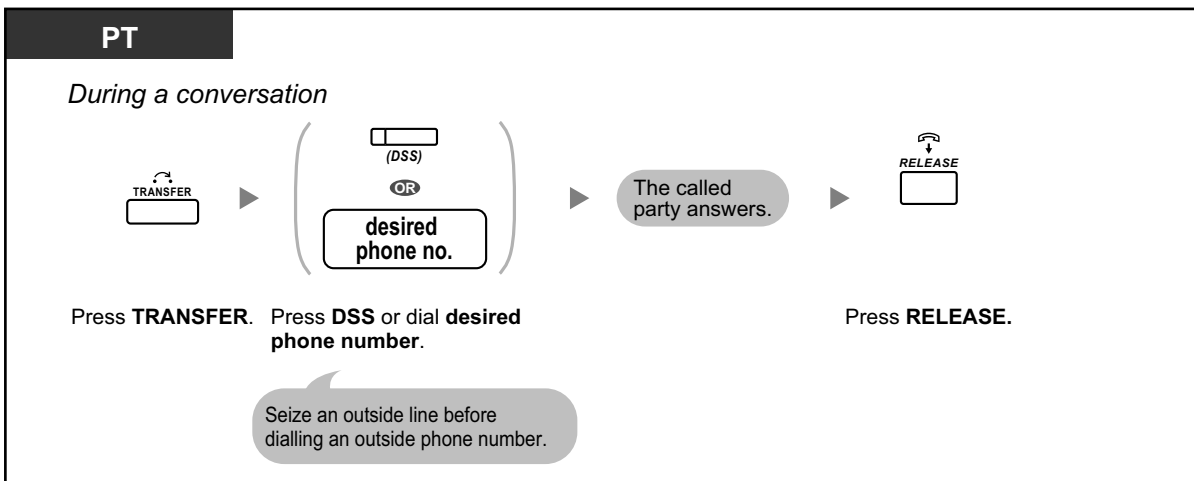 PT
During a conversation
TRANSFER
(DSS)
OR
desired
phone no.
The called
party answers.
RELEASE
Press TRANSFER.
Press DSS or dial desired
phone number.
Press RELEASE.
Seize an outside line before
dialling an outside phone number.